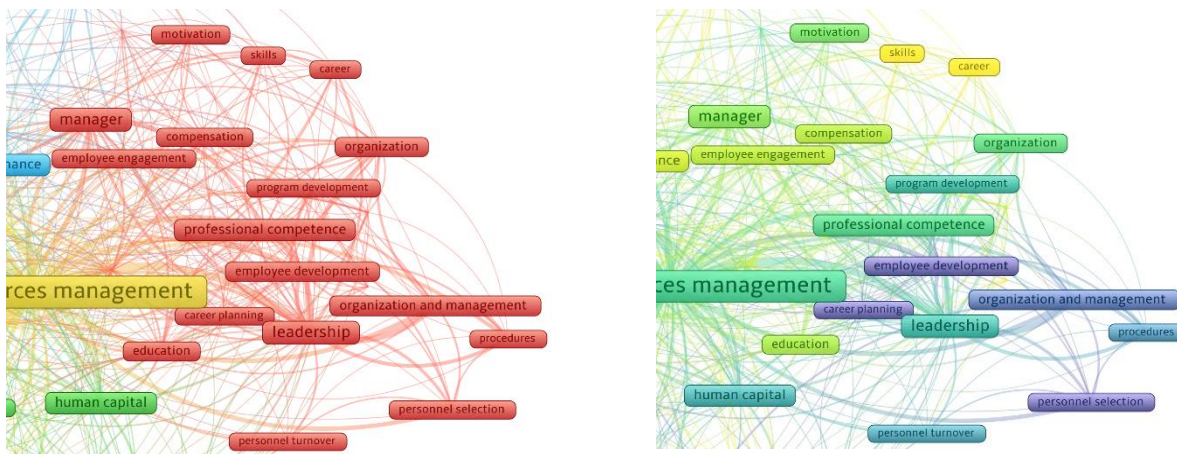 motivation
skills
career
manager
compensation
organization
nance
employee engagement
program development
professional competence
employee development
rces management
organization and management
career planning
leadership
procedures
education
human capital
personnel selection
personnel turnover
motivation
skills
career
manager
compensation
organization
nce
employee engagement
program development
professional competence
employee development
ces management
organization and management
career planning
leadership
procedures
education
human capital
personnel selection
personnel turnover